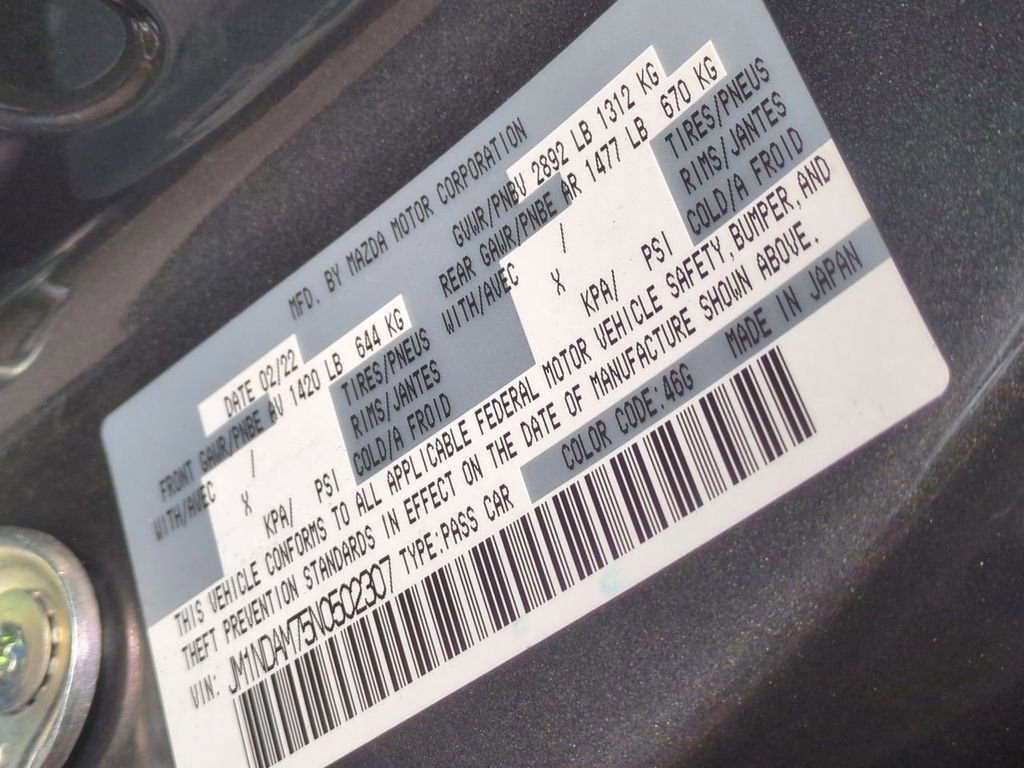 MFD. BY MAZDA MOTOR CORPORATION
DATE 02/22
GVWR/PNBV 2892 LB 1312 KG
FRONT GAWR/PNBE AV 1420 LB 644 KG
REAR GAWR/PNBE AR 1477 LB 670 KG
WITH/AVEC / TIRES/PNEUS
X RIMS/JANTES
KPA/ PSI COLD/A FROID
WITH/AVEC / TIRES/PNEUS
X RIMS/JANTES
KPA/ PSI COLD/A FROID
THIS VEHICLE CONFORMS TO ALL APPLICABLE FEDERAL MOTOR VEHICLE SAFETY, BUMPER, AND
THEFT PREVENTION STANDARDS IN EFFECT ON THE DATE OF MANUFACTURE SHOWN ABOVE.
VIN: JM1NDAM75N0502307 TYPE:PASS CAR
COLOR CODE:46G MADE IN JAPAN